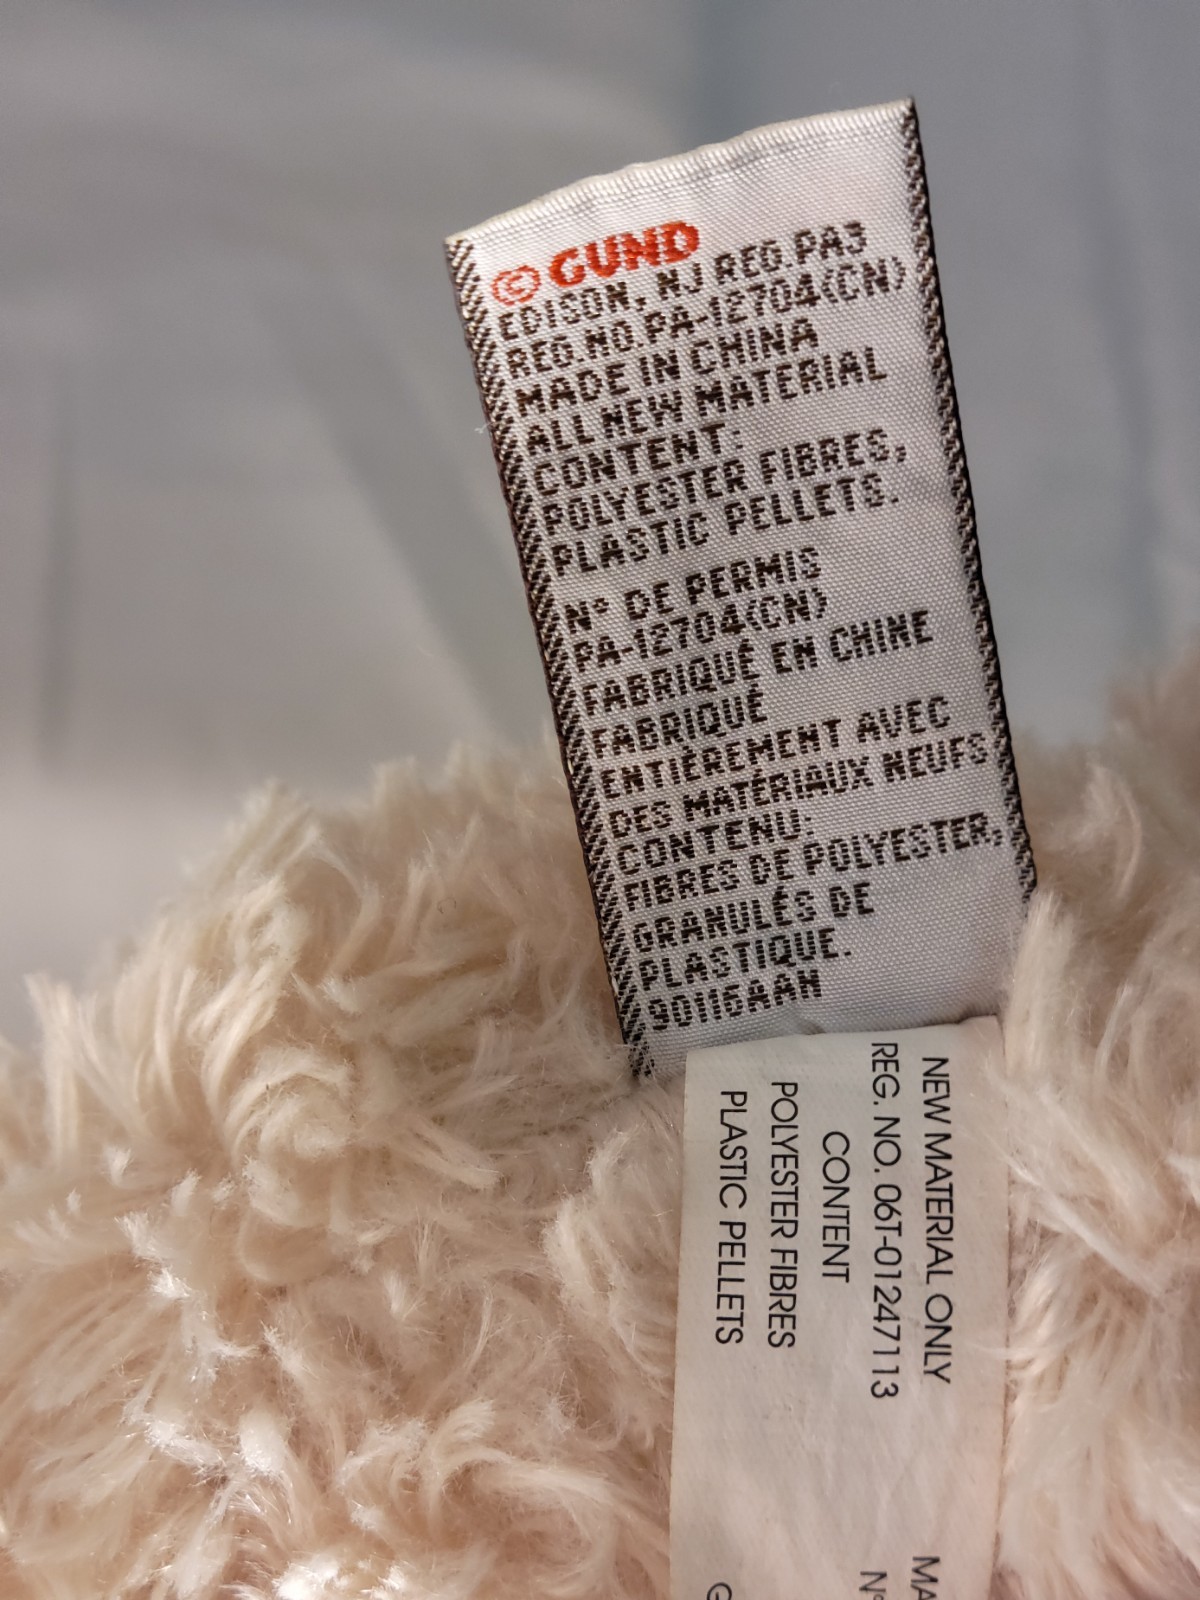 © GUND
EDISON, NJ REG.PA3
REG.NO.PA-12704(CN)
MADE IN CHINA
ALL NEW MATERIAL
CONTENT:
POLYESTER FIBRES,
PLASTIC PELLETS.
N° DE PERMIS
PA-12704(CN)
FABRIQUÉ EN CHINE
FABRIQUÉ
ENTIÈREMENT AVEC
DES MATÉRIAUX NEUFS
CONTENU:
FIBRES DE POLYESTER,
GRANULÉS DE
PLASTIQUE.
90116AAH
NEW MATERIAL ONLY
REG. NO. 06T-01247113
CONTENT
POLYESTER FIBRES
PLASTIC PELLETS